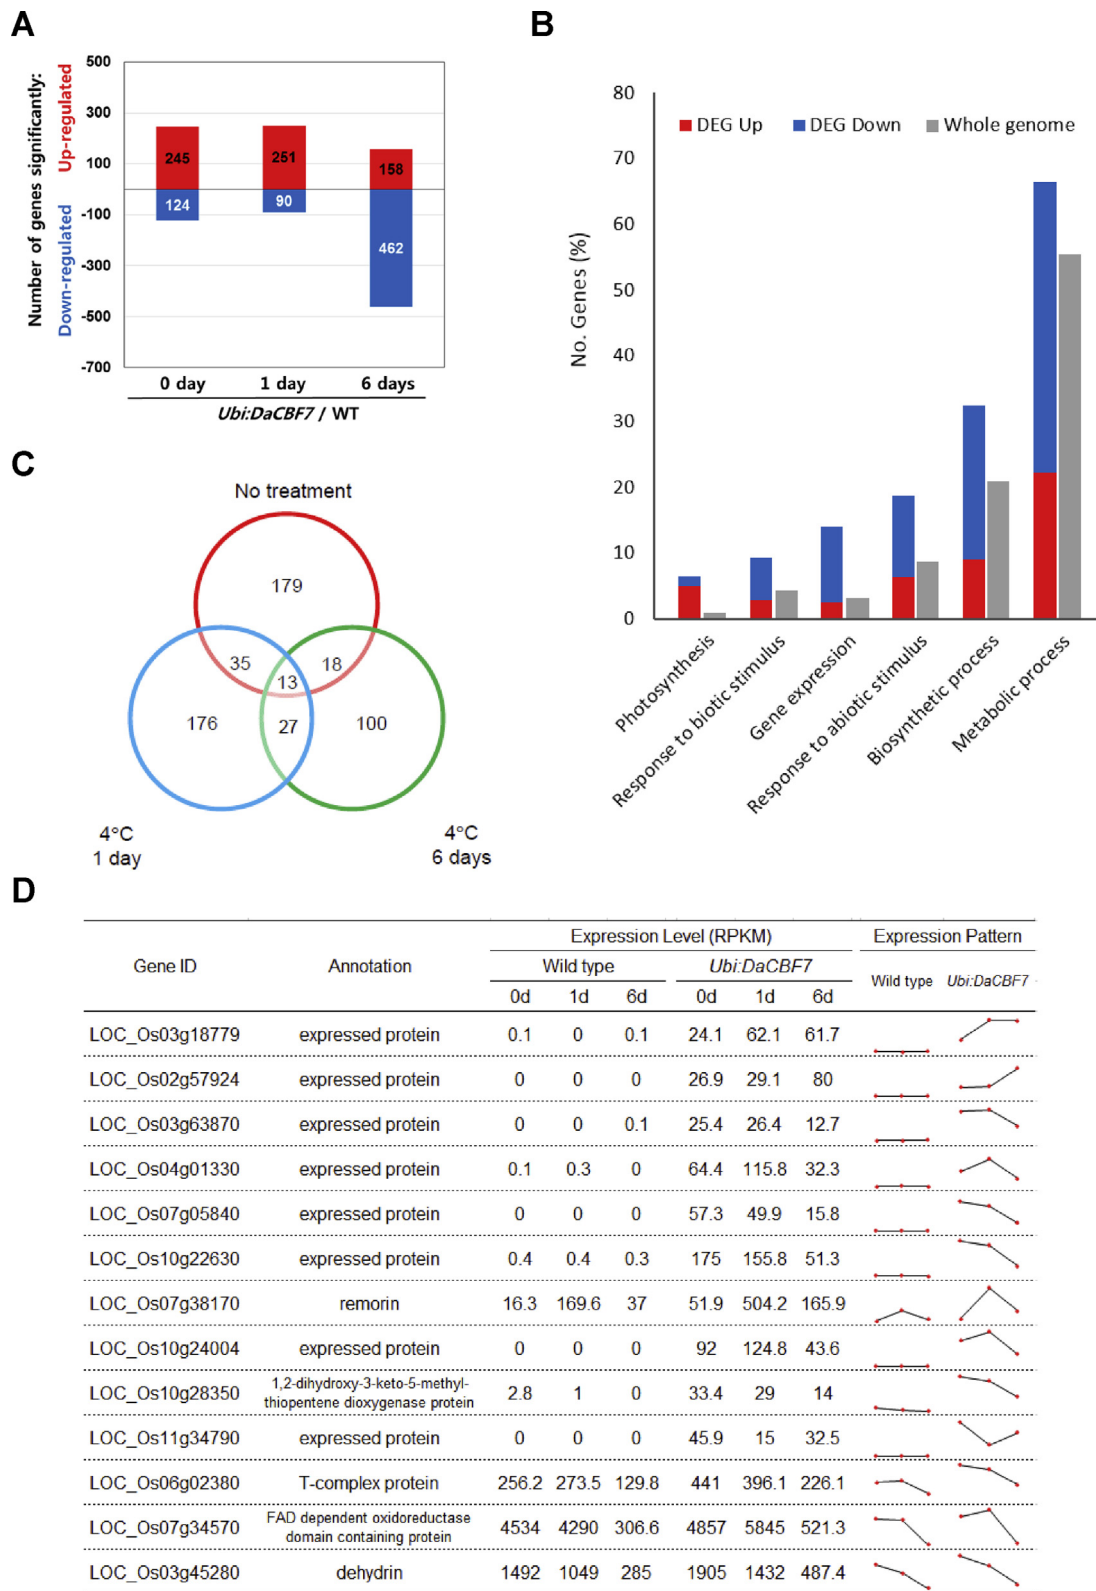 A
Number of genes significantly:
Down-regulated Up-regulated
500
300
100
-100
-300
-500
-700
245 251 158
124 90 462
0 day 1 day 6 days
Ubi:DaCBF7 / WT
B
No. Genes (%)
80
70
60
50
40
30
20
10
0
DEG Up DEG Down Whole genome
Photosynthesis
Response to biotic stimulus
Gene expression
Response to abiotic stimulus
Biosynthetic process
Metabolic process
C
No treatment
179
35 18
13
176 27 100
4°C
1 day
4°C
6 days
D
Expression Level (RPKM) Expression Pattern
Gene ID Annotation Wild type Ubi:DaCBF7 Wild type Ubi:DaCBF7
0d 1d 6d 0d 1d 6d
LOC_Os03g18779 expressed protein 0.1 0 0.1 24.1 62.1 61.7
LOC_Os02g57924 expressed protein 0 0 0 26.9 29.1 80
LOC_Os03g63870 expressed protein 0 0 0.1 25.4 26.4 12.7
LOC_Os04g01330 expressed protein 0.1 0.3 0 64.4 115.8 32.3
LOC_Os07g05840 expressed protein 0 0 0 57.3 49.9 15.8
LOC_Os10g22630 expressed protein 0.4 0.4 0.3 175 155.8 51.3
LOC_Os07g38170 remorin 16.3 169.6 37 51.9 504.2 165.9
LOC_Os10g24004 expressed protein 0 0 0 92 124.8 43.6
LOC_Os10g28350 1,2-dihydroxy-3-keto-5-methyl-
thiopentene dioxygenase protein 2.8 1 0 33.4 29 14
LOC_Os11g34790 expressed protein 0 0 0 45.9 15 32.5
LOC_Os06g02380 T-complex protein 256.2 273.5 129.8 441 396.1 226.1
LOC_Os07g34570 FAD dependent oxidoreductase
domain containing protein 4534 4290 306.6 4857 5845 521.3
LOC_Os03g45280 dehydrin 1492 1049 285 1905 1432 487.4